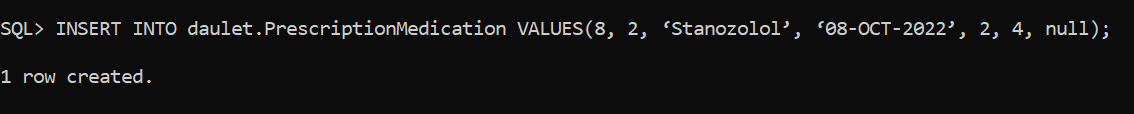 SQL> INSERT INTO daulet.PrescriptionMedication VALUES(8, 2, ‘Stanozolol’, ‘08-OCT-2022’, 2, 4, null);
1 row created.